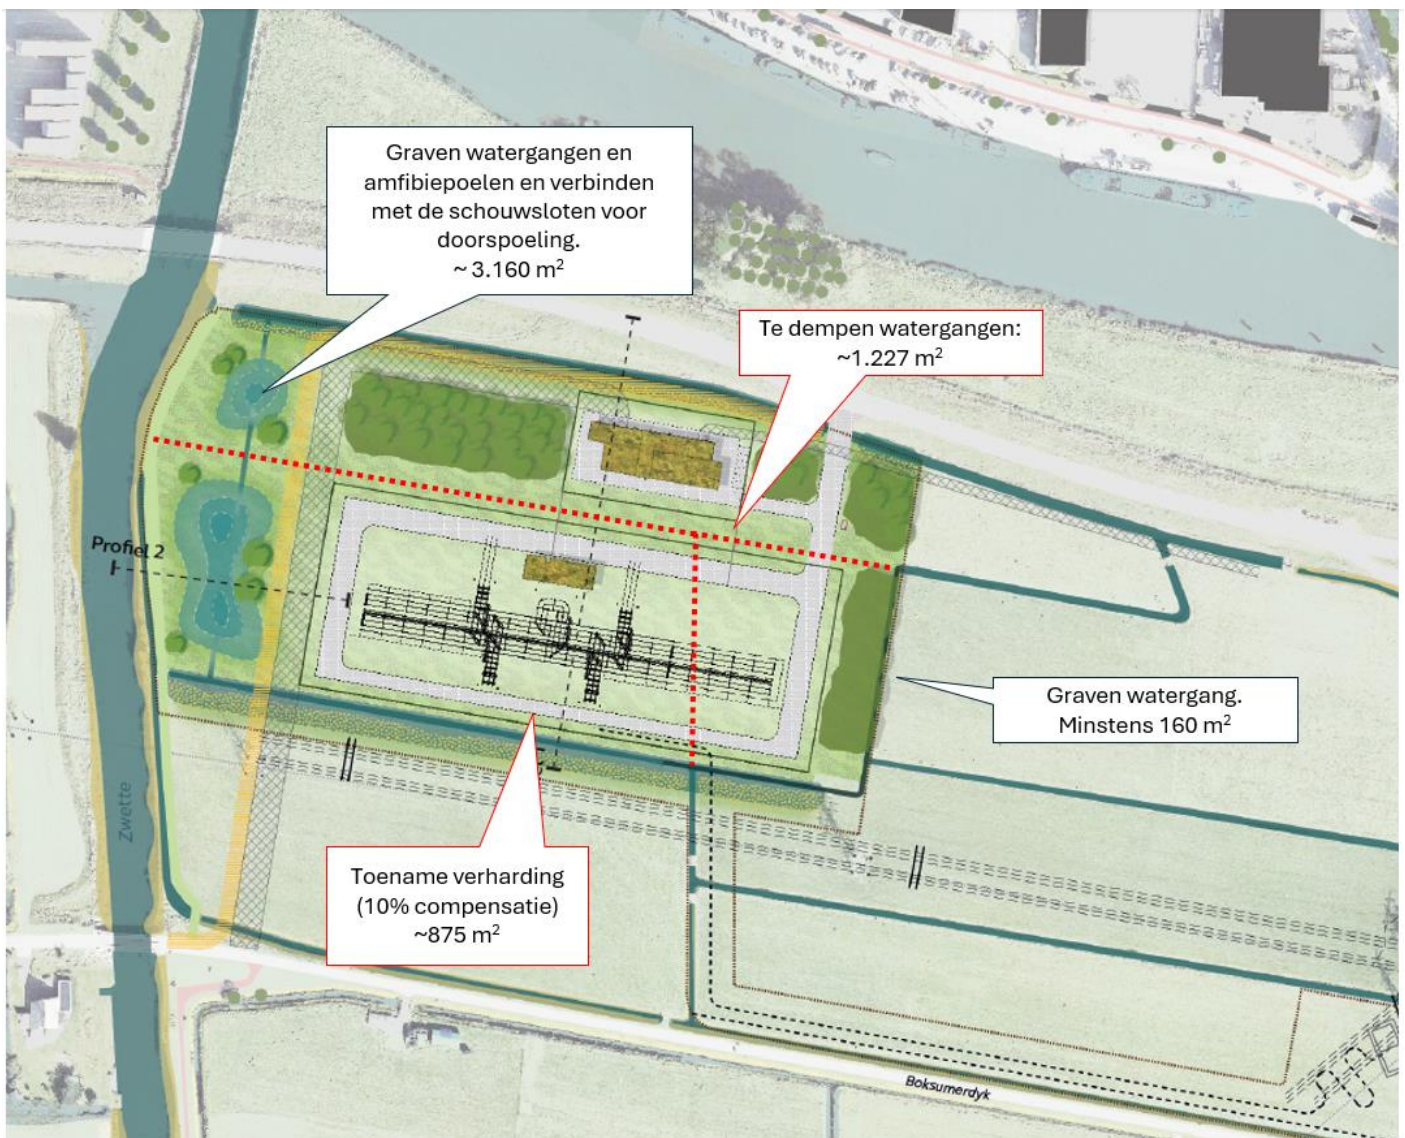 Graven watergangen en
amfibiepoelen en verbinden
met de schouwsloten voor
doorspoeling.
~ 3.160 m²
Te dempen watergangen:
~1.227 m²
Profiel 2
Graven watergang.
Minstens 160 m²
Zwette
Toename verharding
(10% compensatie)
~875 m²
Boksumerdyk